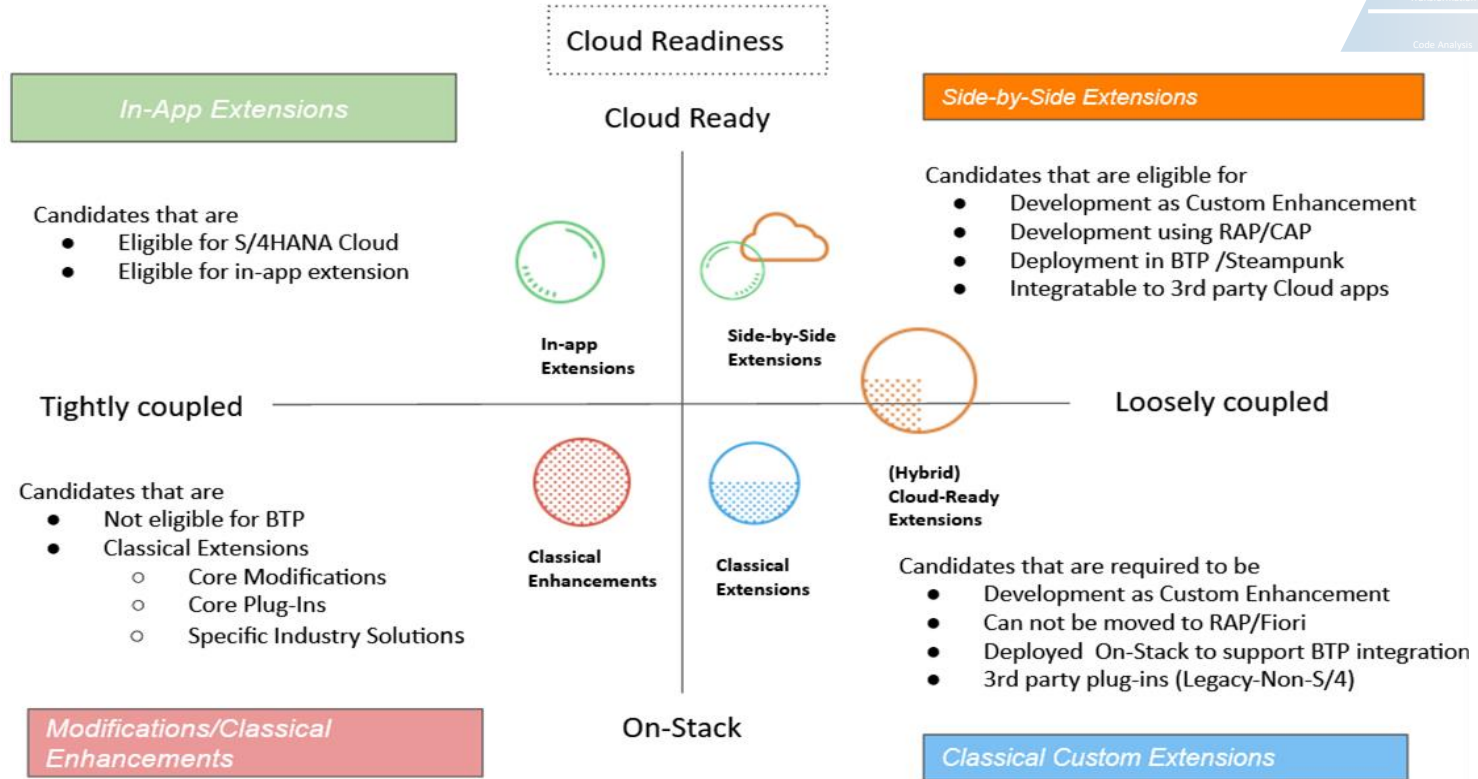 Cloud Readiness
Code Analysis
In-App Extensions
Cloud Ready
Side-by-Side Extensions
Candidates that are
● Eligible for S/4HANA Cloud
● Eligible for in-app extension
Candidates that are eligible for
● Development as Custom Enhancement
● Development using RAP/CAP
● Deployment in BTP /Steampunk
● Integratable to 3rd party Cloud apps
In-app
Extensions
Side-by-Side
Extensions
Tightly coupled
Loosely coupled
Candidates that are
● Not eligible for BTP
● Classical Extensions
○ Core Modifications
○ Core Plug-Ins
○ Specific Industry Solutions
Classical
Enhancements
Classical
Extensions
(Hybrid)
Cloud-Ready
Extensions
Candidates that are required to be
● Development as Custom Enhancement
● Can not be moved to RAP/Fiori
● Deployed On-Stack to support BTP integration
● 3rd party plug-ins (Legacy-Non-S/4)
Modifications/Classical
Enhancements
On-Stack
Classical Custom Extensions